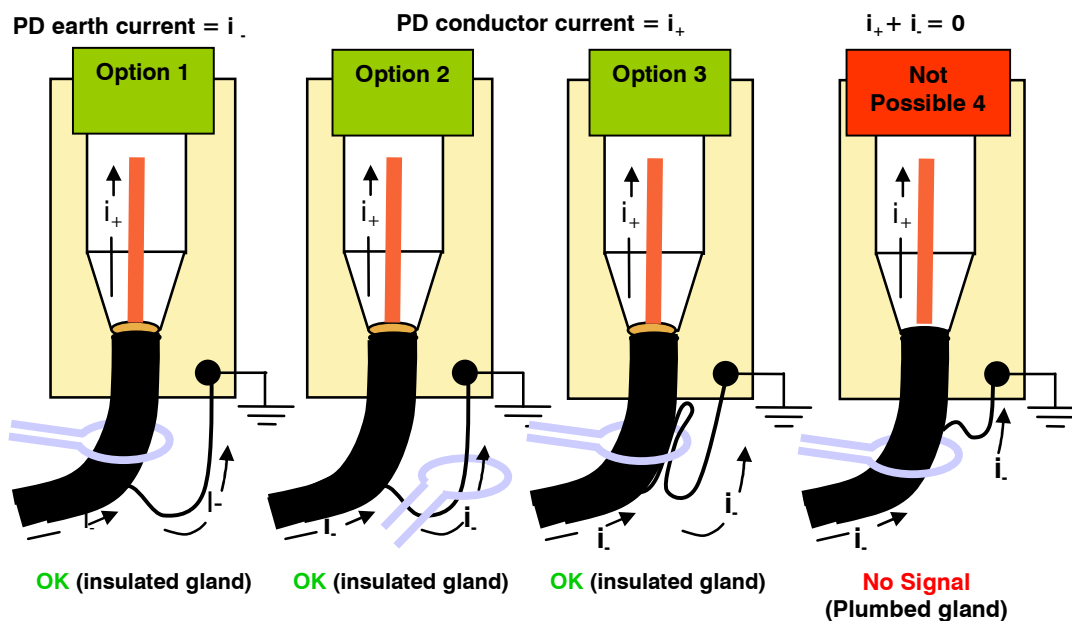 PD earth current = i -
PD conductor current = i+
i+ + i- = 0
Option 1
Option 2
Option 3
Not
Possible 4
i+
i+
i+
i+
I-
i-
i-
i-
I-
i-
i-
i-
OK (insulated gland)
OK (insulated gland)
OK (insulated gland)
No Signal
(Plumbed gland)